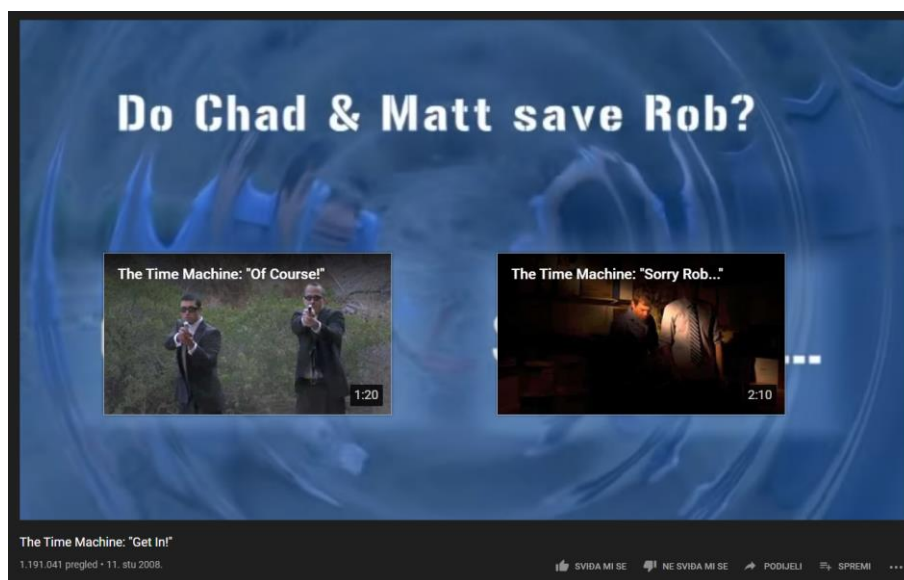 Do Chad & Matt save Rob?
The Time Machine: "Of Course!"
1:20
The Time Machine: "Sorry Rob..."
2:10
The Time Machine: "Get In!"
1.191.041 pregled • 11. stu 2008.
SVIĐA MI SE
NE SVIĐA MI SE
PODIJELI
SPREMI